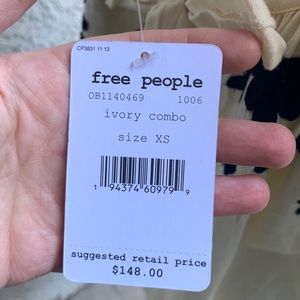 CP3831 11 13
free people
OB1140469 1006
ivory combo
size XS
1 94374 60979 9
suggested retail price
$148.00